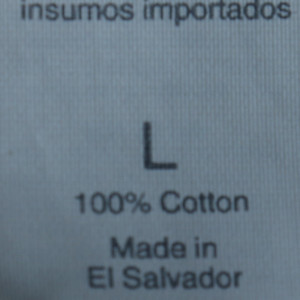 insumos importados
L
100% Cotton
Made in
El Salvador